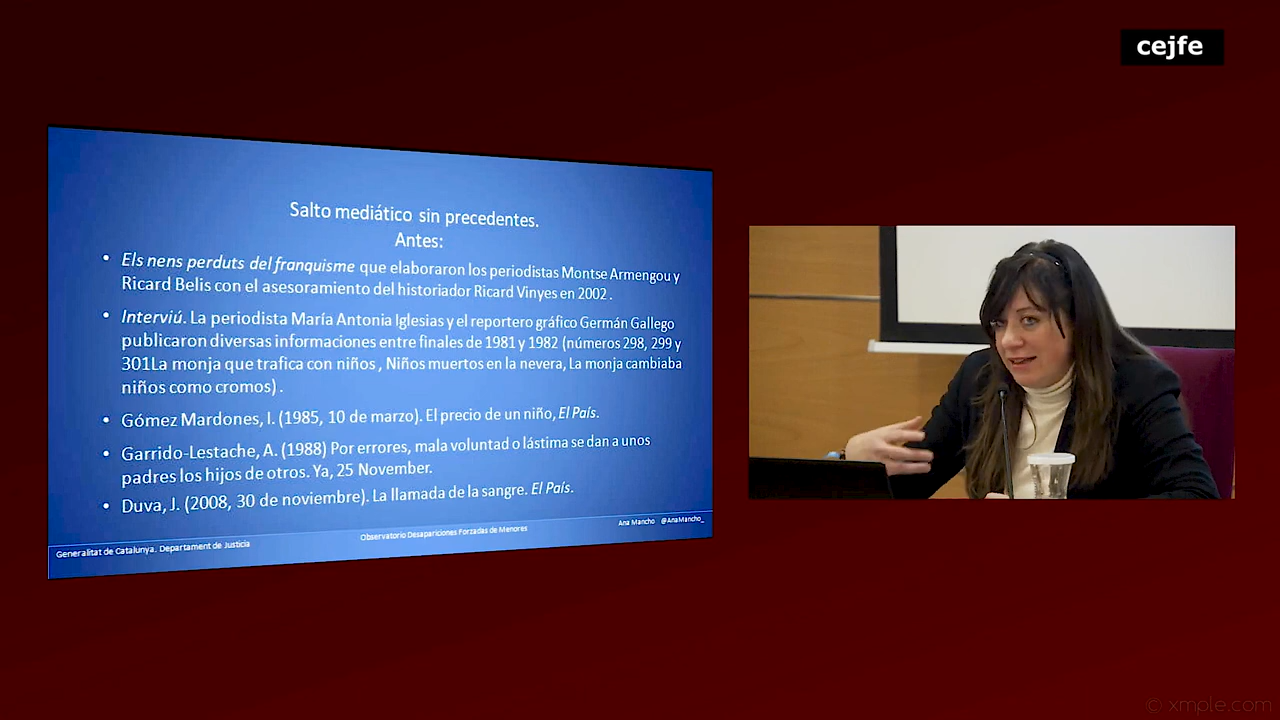 cejfe
Salto mediático sin precedentes.
Antes:
• Els nens perduts del franquisme que elaboraron los periodistas Montse Armengou y
Ricard Belis con el asesoramiento del historiador Ricard Vinyes en 2002 .
• Interviú. La periodista María Antonia Iglesias y el reportero gráfico Germán Gallego
publicaron diversas informaciones entre finales de 1981 y 1982 (números 298, 299 y
301La monja que trafica con niños , Niños muertos en la nevera, La monja cambiaba
niños como cromos) .
• Gómez Mardones, I. (1985, 10 de marzo). El precio de un niño, El País.
• Garrido-Lestache, A. (1988) Por errores, mala voluntad o lástima se dan a unos
padres los hijos de otros. Ya, 25 November.
• Duva, J. (2008, 30 de noviembre). La llamada de la sangre. El País.
Generalitat de Catalunya. Departament de Justicia
Observatorio Desapariciones Forzadas de Menores
Ana Mancho @AnaMancho_
© xmple.com